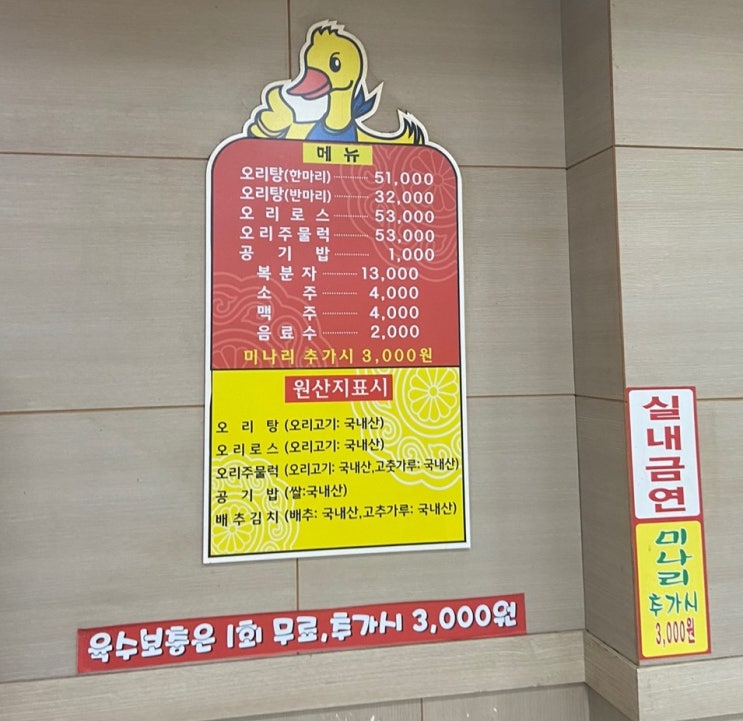 메 뉴
오리탕(한마리) 51,000
오리탕(반마리) 32,000
오 리 로 스 53,000
오리주물럭 53,000
공 기 밥 1,000
복 분 자 13,000
소 주 4,000
맥 주 4,000
음 료 수 2,000
미나리 추가시 3,000원
원산지표시
오 리 탕 (오리고기: 국내산)
오리로스 (오리고기: 국내산)
오리주물럭 (오리고기: 국내산,고춧가루: 국내산)
공 기 밥 (쌀:국내산)
배추김치 (배추: 국내산,고추가루: 국내산)
육수보충은 1회 무료,추가시 3,000원
실내금연
미나리
추가시
3,000원